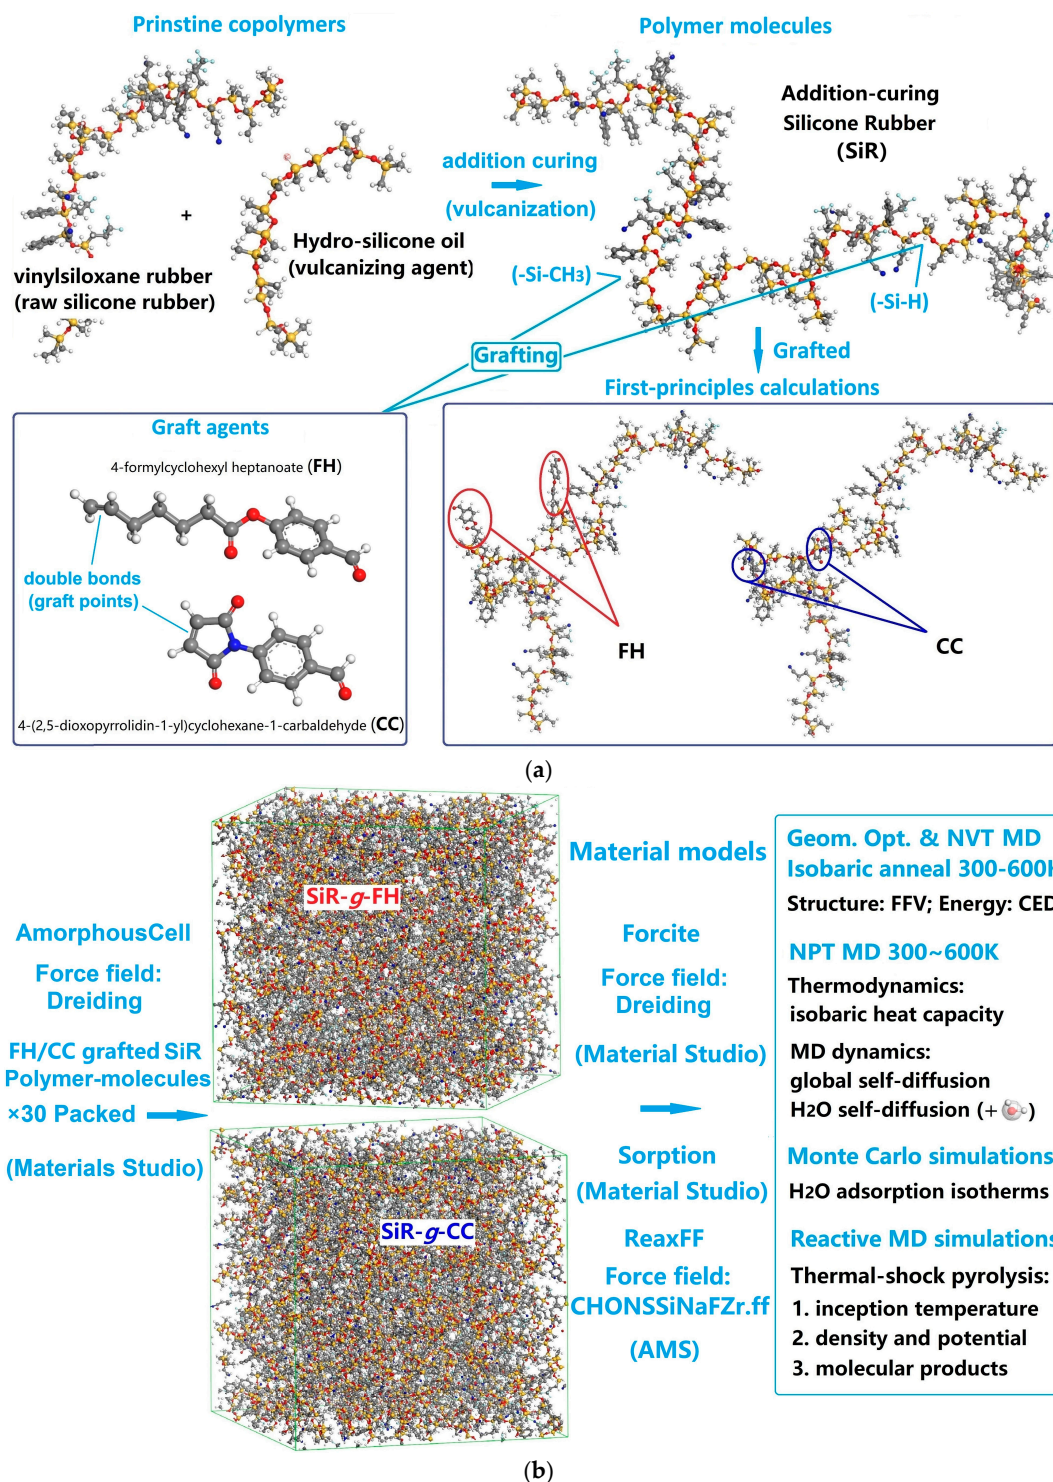 Prinstine copolymers
Polymer molecules
Addition-curing
Silicone Rubber
(SiR)
addition curing
(vulcanization)
+
Hydro-silicone oil
(vulcanizing agent)
vinylsiloxane rubber
(raw silicone rubber)
(-Si-CH3)
(-Si-H)
Grafting
Grafted
First-principles calculations
Graft agents
4-formylcyclohexyl heptanoate (FH)
double bonds
(graft points)
4-(2,5-dioxopyrrolidin-1-yl)cyclohexane-1-carbaldehyde (CC)
FH
CC
(a)
AmorphousCell
Force field:
Dreiding
FH/CC grafted SiR
Polymer-molecules
×30 Packed
(Materials Studio)
SiR-g-FH
SiR-g-CC
Material models
Forcite
Force field:
Dreiding
(Material Studio)
Sorption
(Material Studio)
ReaxFF
Force field:
CHONSSiNaFZr.ff
(AMS)
Geom. Opt. & NVT MD
Isobaric anneal 300-600K
Structure: FFV; Energy: CED
NPT MD 300~600K
Thermodynamics:
isobaric heat capacity
MD dynamics:
global self-diffusion
H2O self-diffusion (+ )
Monte Carlo simulations
H2O adsorption isotherms
Reactive MD simulations
Thermal-shock pyrolysis:
1. inception temperature
2. density and potential
3. molecular products
(b)